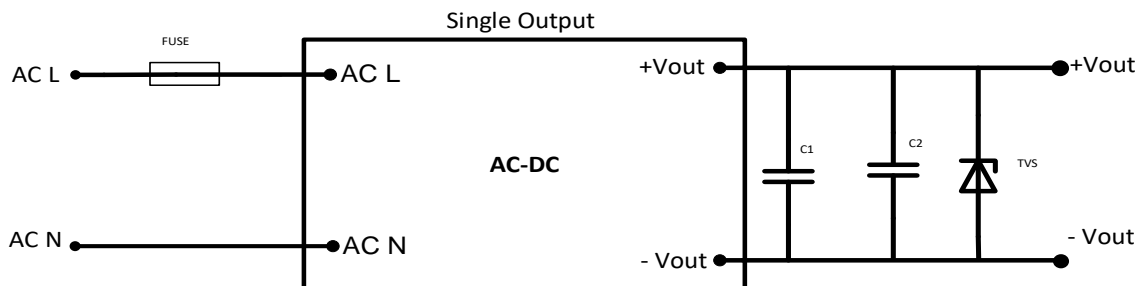 Single Output
FUSE
AC L
AC L
+Vout
+Vout
C1
C2
TVS
AC-DC
AC N
AC N
- Vout
- Vout